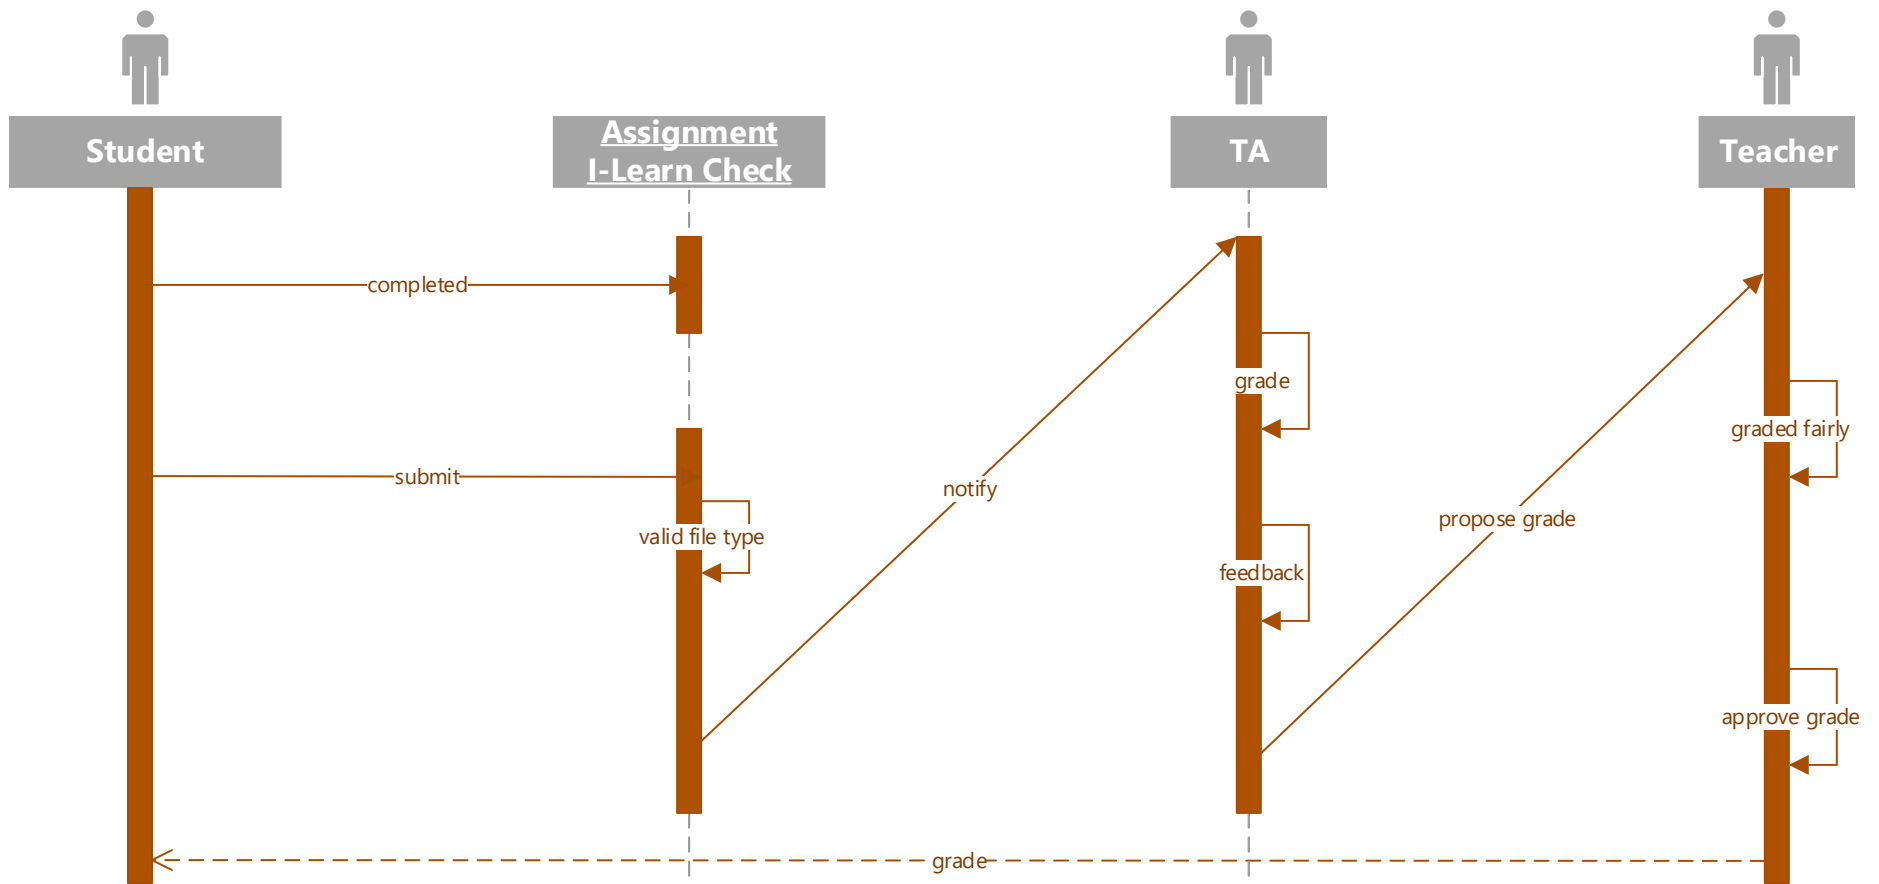 Student
Assignment
I-Learn Check
TA
Teacher
completed
grade
graded fairly
submit
notify
propose grade
valid file type
feedback
approve grade
grade